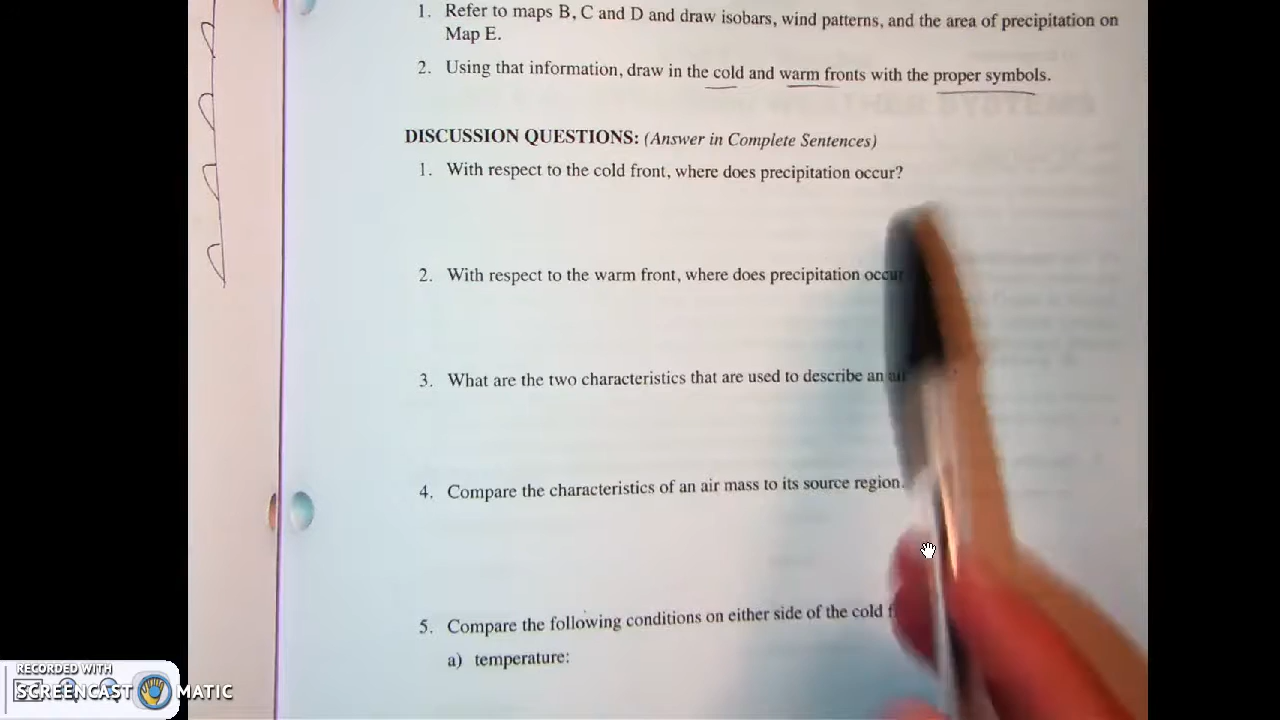 1. Refer to maps B, C and D and draw isobars, wind patterns, and the area of precipitation on
Map E.
2. Using that information, draw in the cold and warm fronts with the proper symbols.
DISCUSSION QUESTIONS: (Answer in Complete Sentences)
1. With respect to the cold front, where does precipitation occur?
2. With respect to the warm front, where does precipitation occur
3. What are the two characteristics that are used to describe an
4. Compare the characteristics of an air mass to its source region.
5. Compare the following conditions on either side of the cold
a) temperature:
RECORDED WITH
SCREENCAST MATIC